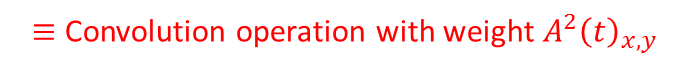 ≡ Convolution operation with weight A²(t)ₓ,ᵧ